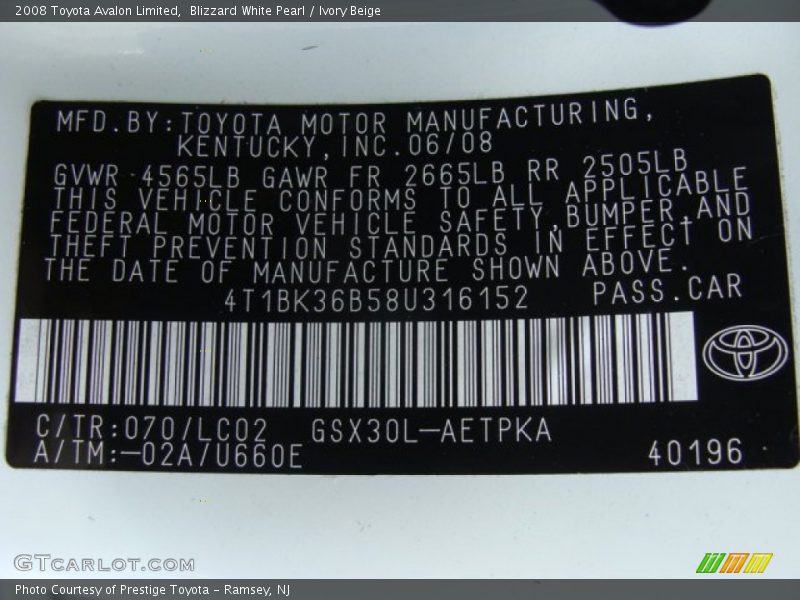 2008 Toyota Avalon Limited,  Blizzard White Pearl / Ivory Beige
MFD.BY:TOYOTA MOTOR MANUFACTURING,
KENTUCKY,INC.06/08
GVWR 4565LB GAWR FR 2665LB RR 2505LB
THIS VEHICLE CONFORMS TO ALL APPLICABLE
FEDERAL MOTOR VEHICLE SAFETY,BUMPER,AND
THEFT PREVENTION STANDARDS IN EFFECT ON
THE DATE OF MANUFACTURE SHOWN ABOVE.
4T1BK36B58U316152 PASS.CAR
C/TR:070/LC02 GSX30L-AETPKA
A/TM:-02A/U660E 40196
GTCARLOT.COM
Photo Courtesy of Prestige Toyota - Ramsey, NJ